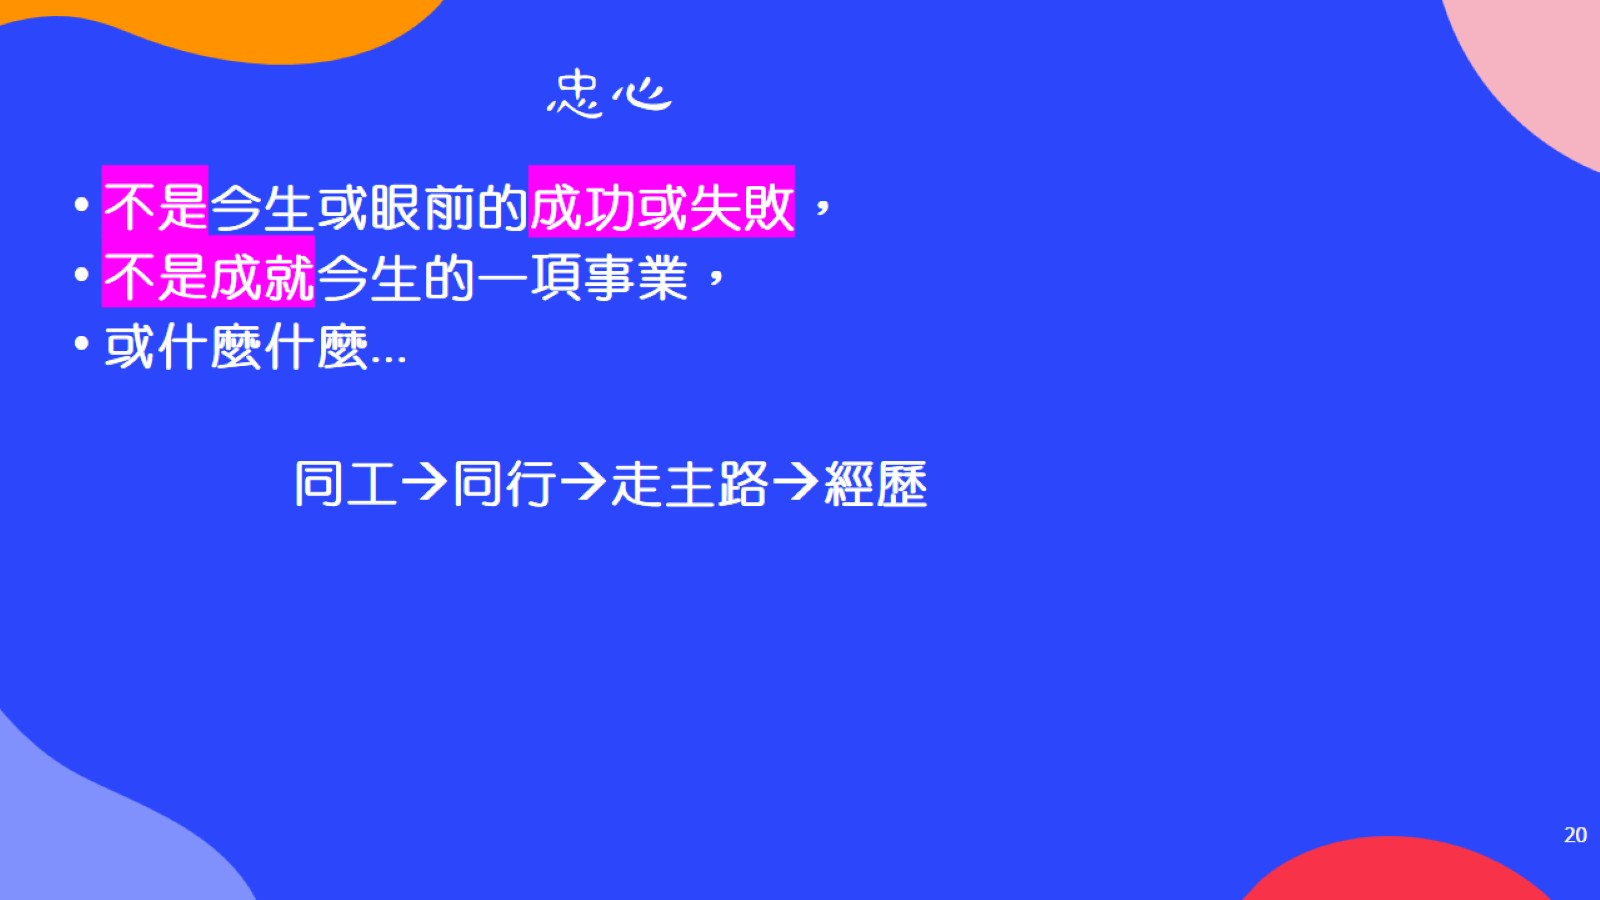 忠心
• 不是今生或眼前的成功或失敗，
• 不是成就今生的一項事業，
• 或什麼什麼...
同工→同行→走主路→經歷
20